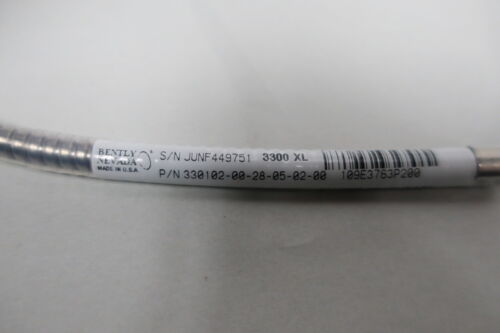 BENTLY
NEVADA
MADE IN U.S.A.
S/N JUNF449751 3300 XL
P/N 330102-00-28-05-02-00 109E3763P200